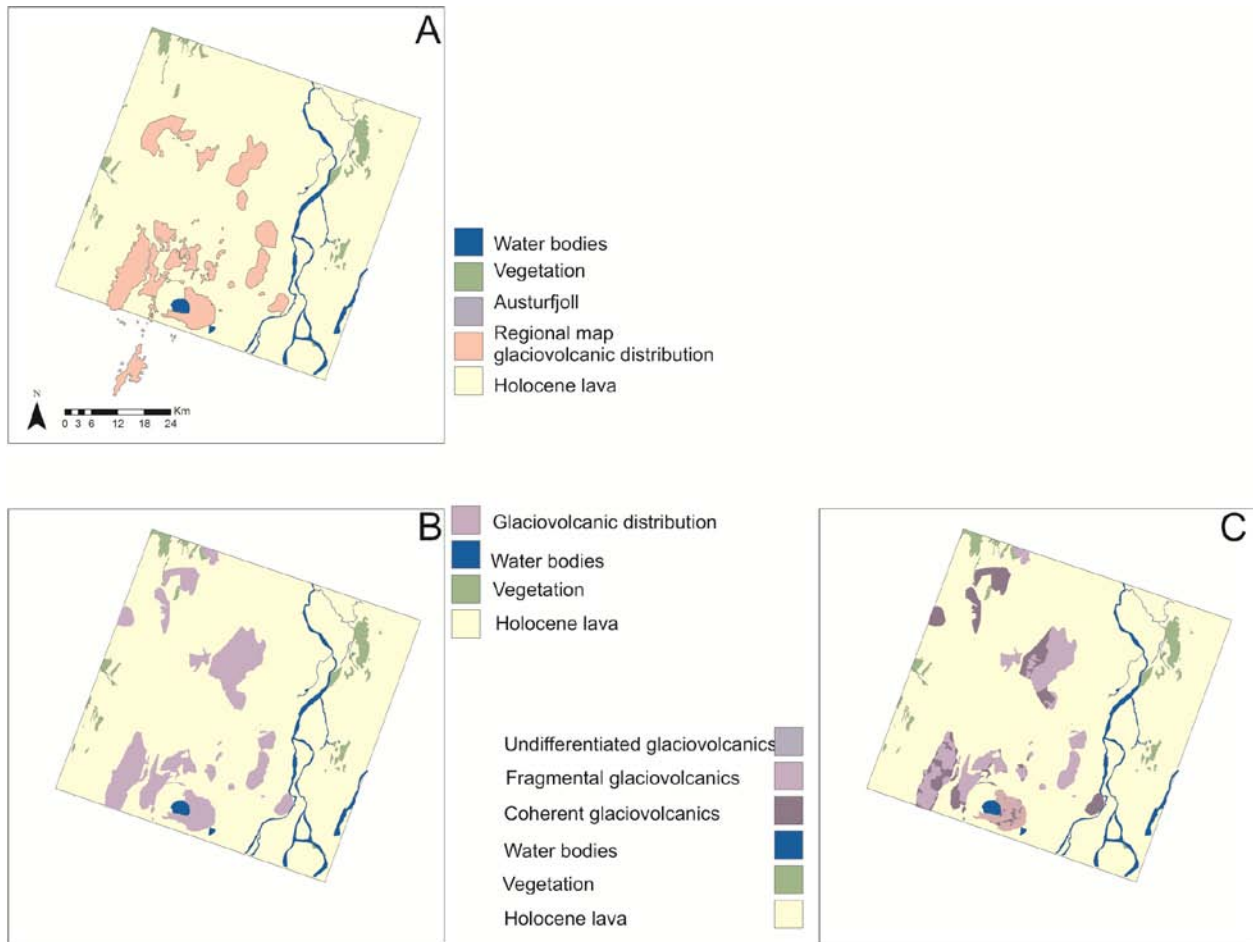 A
Water bodies
Vegetation
Austurfjoll
Regional map
glaciovolcanic distribution
Holocene lava
N
Km
0 3 6 12 18 24
B
Glaciovolcanic distribution
Water bodies
Vegetation
Holocene lava
C
Undifferentiated glaciovolcanics
Fragmental glaciovolcanics
Coherent glaciovolcanics
Water bodies
Vegetation
Holocene lava